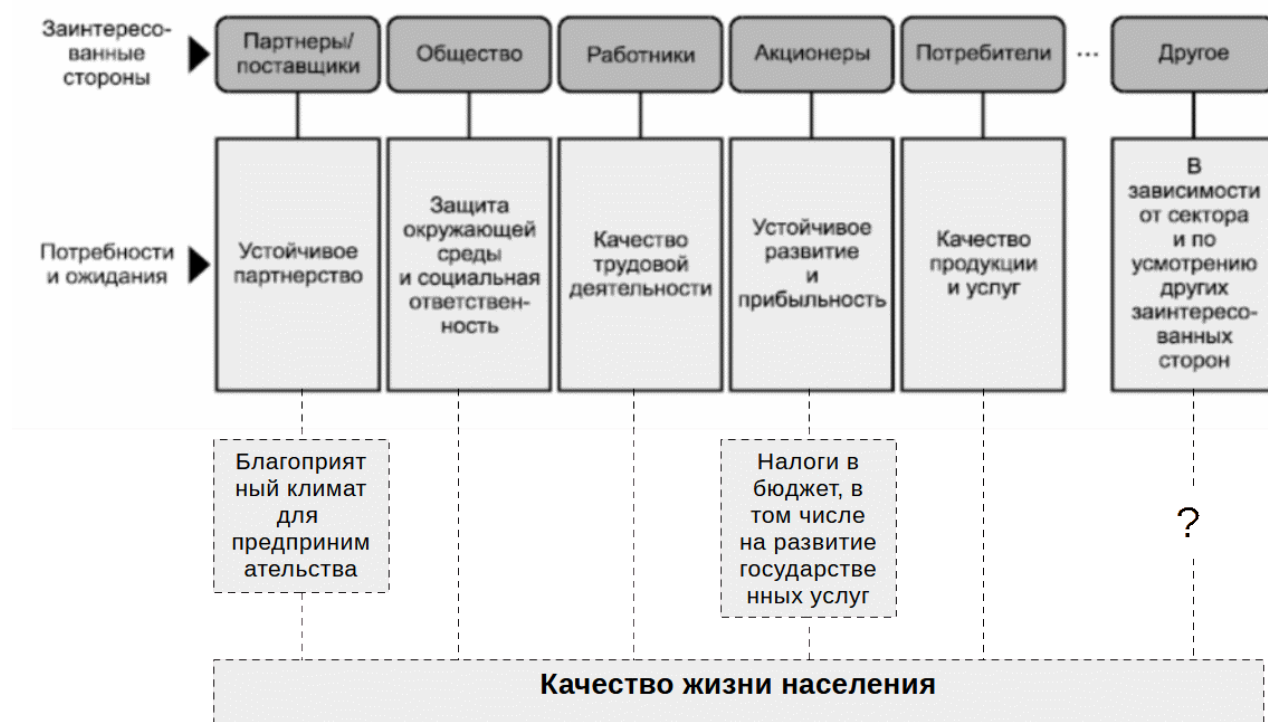 Заинтересо-
ванные
стороны
Партнеры/
поставщики
Общество
Работники
Акционеры
Потребители
...
Другое
Потребности
и ожидания
Устойчивое
партнерство
Защита
окружающей
среды
и социальная
ответствен-
ность
Качество
трудовой
деятельности
Устойчивое
развитие
и
прибыльность
Качество
продукции
и услуг
В
зависимости
от сектора
и по
усмотрению
других
заинтересо-
ванных
сторон
Благоприят
ный климат
для
предприним
ательства
Налоги в
бюджет, в
том числе
на развитие
государстве
нных услуг
?
Качество жизни населения